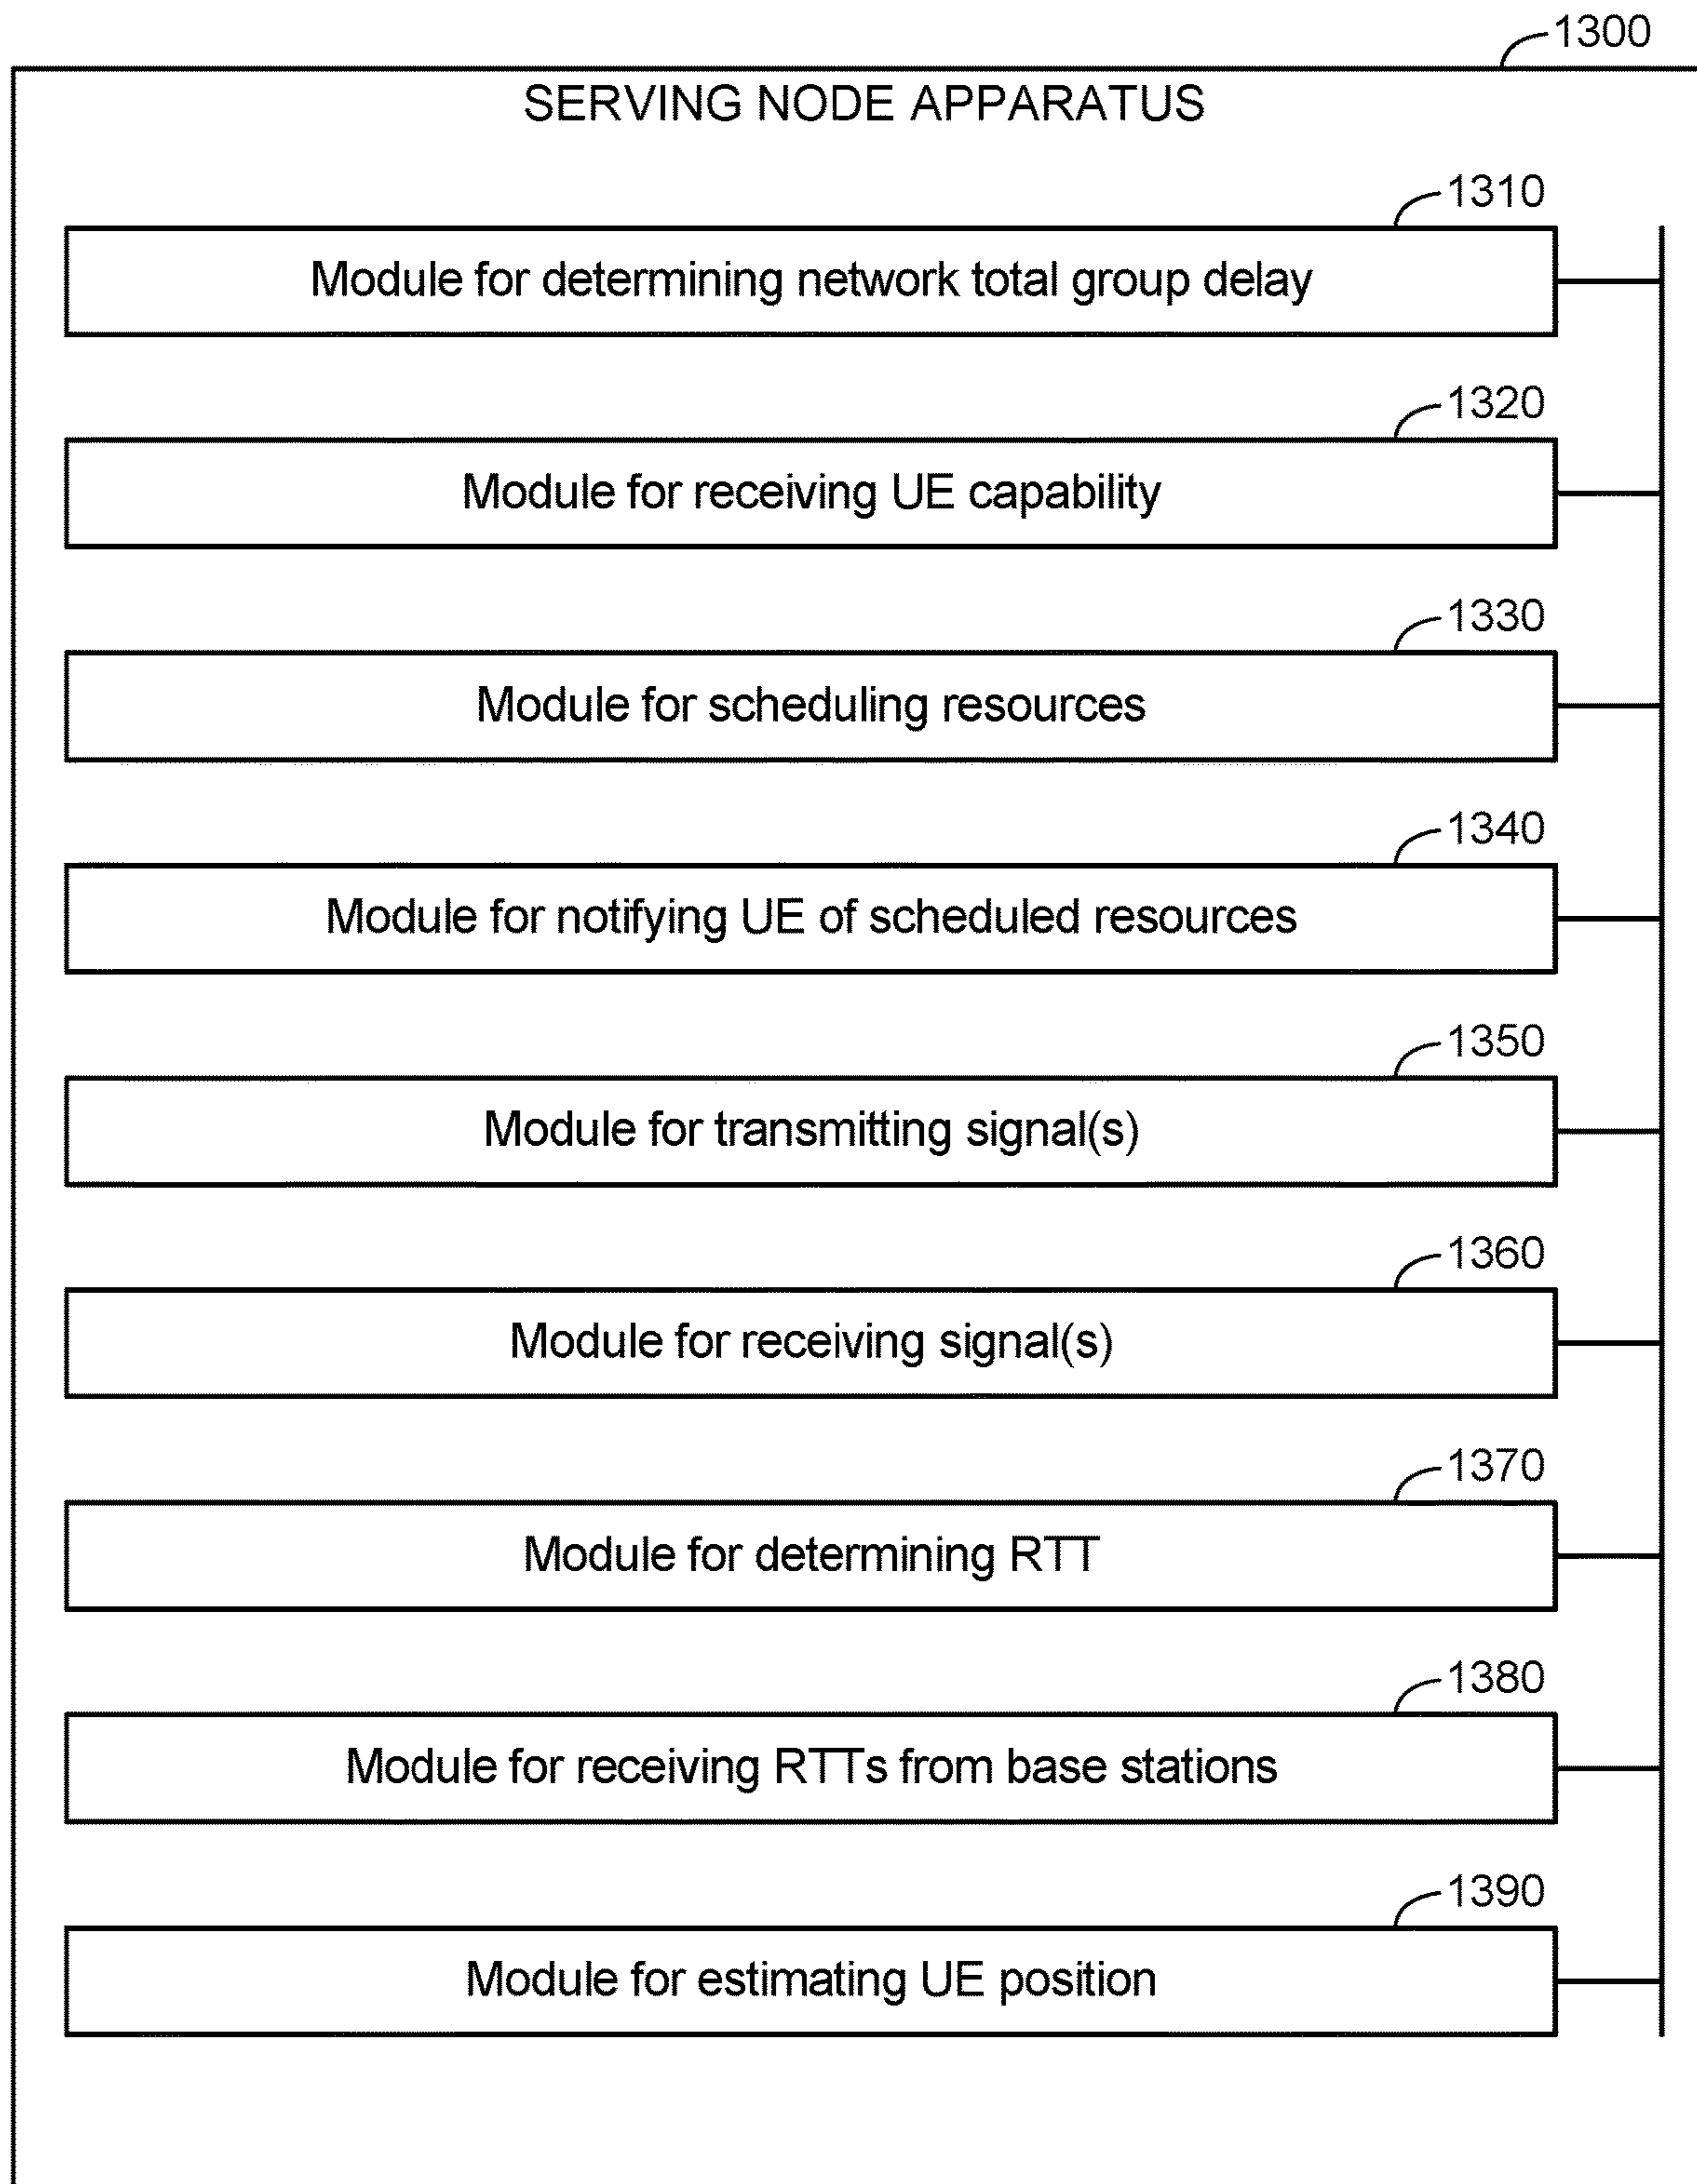 1300
SERVING NODE APPARATUS
1310
Module for determining network total group delay
1320
Module for receiving UE capability
1330
Module for scheduling resources
1340
Module for notifying UE of scheduled resources
1350
Module for transmitting signal(s)
1360
Module for receiving signal(s)
1370
Module for determining RTT
1380
Module for receiving RTTs from base stations
1390
Module for estimating UE position